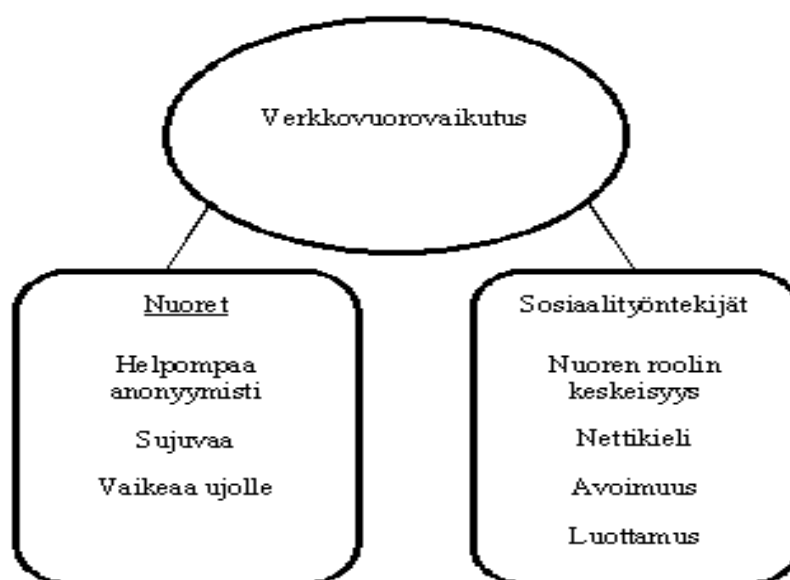 Verkkovuorovaikutus
Nuoret
Helpompaa
anonyymisti
Sujuvaa
Vaikeaa ujolle
Sosiaalityöntekijät
Nuoren roolin
keskeisyys
Nettikieli
Avoimuus
Luottamus